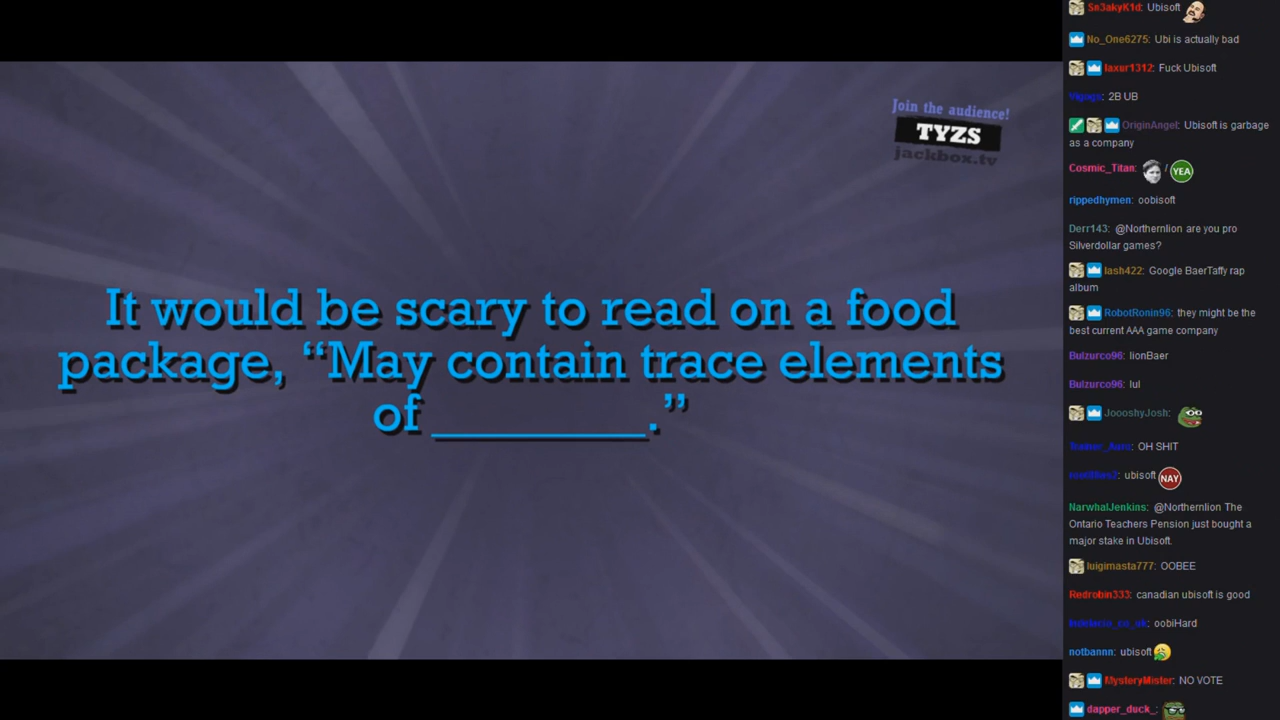 Join the audience!
TYZS
jackbox.tv
It would be scary to read on a food
package, “May contain trace elements
of __________.”
Sn3akyK1d: Ubisoft
No_One6275: Ubi is actually bad
laxur1312: Fuck Ubisoft
: 2B UB
OriginAngel: Ubisoft is garbage
as a company
Cosmic_Titan: / YEA
rippedhymen: oobisoft
Derr143: @Northernlion are you pro
Silverdollar games?
lash422: Google BaerTaffy rap
album
RobotRonin96: they might be the
best current AAA game company
Bulzurco96: lionBaer
Bulzurco96: lul
JoooshyJosh:
: OH SHIT
: ubisoft NAY
NarwhalJenkins: @Northernlion The
Ontario Teachers Pension just bought a
major stake in Ubisoft.
luigimasta777: OOBEE
Redrobin333: canadian ubisoft is good
: oobiHard
notbannn: ubisoft
MysteryMister: NO VOTE
dapper_duck_: